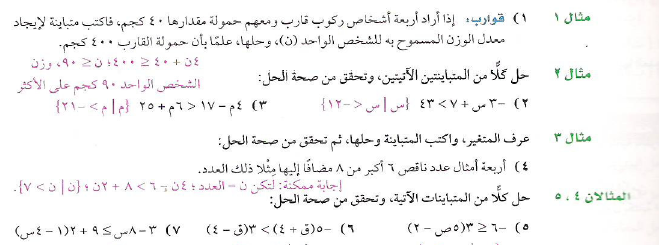 مثال ١ ١) قوارب: إذا أراد أربعة أشخاص ركوب قارب ومعهم حمولة مقدارها ٤٠ كجم، فاكتب متباينة لإيجاد
معدل الوزن المسموح به للشخص الواحد (ن)، وحلها، علمًا بأن حمولة القارب ٤٠٠ كجم.
٤ن + ٤٠ ≤ ٤٠٠؛ ن ≤ ٩٠، وزن
الشخص الواحد ٩٠ كجم على الأكثر
مثال ٢ حل كلًّا من المتباينتين الآتيتين، وتحقق من صحة الحل:
٢) −٣ س + ٧ < ٤٣ {س | س < −١٢} ٣) ٤م − ١٧ < ٦م + ٢٥ {م | م > −٢١}
مثال ٣ عرف المتغير، واكتب المتباينة وحلها، ثم تحقق من صحة الحل:
٤) أربعة أمثال عدد ناقص ٦ أكبر من ٨ مضافًا إليها مِثْلا ذلك العدد.
إجابة ممكنة: لتكن ن = العدد؛ ٤ن − ٦ > ٨ + ٢ن؛ {ن | ن > ٧}.
المثالان ٤، ٥ حل كلًّا من المتباينات الآتية، وتحقق من صحة الحل:
٥) −٦ ≥ ٣(٥ص − ٢) ٦) −٥(ق + ٤) < ٣(ق − ٤) ٧) ٣ − ٨س ≤ ٩ + ٢(١ − ٤س)